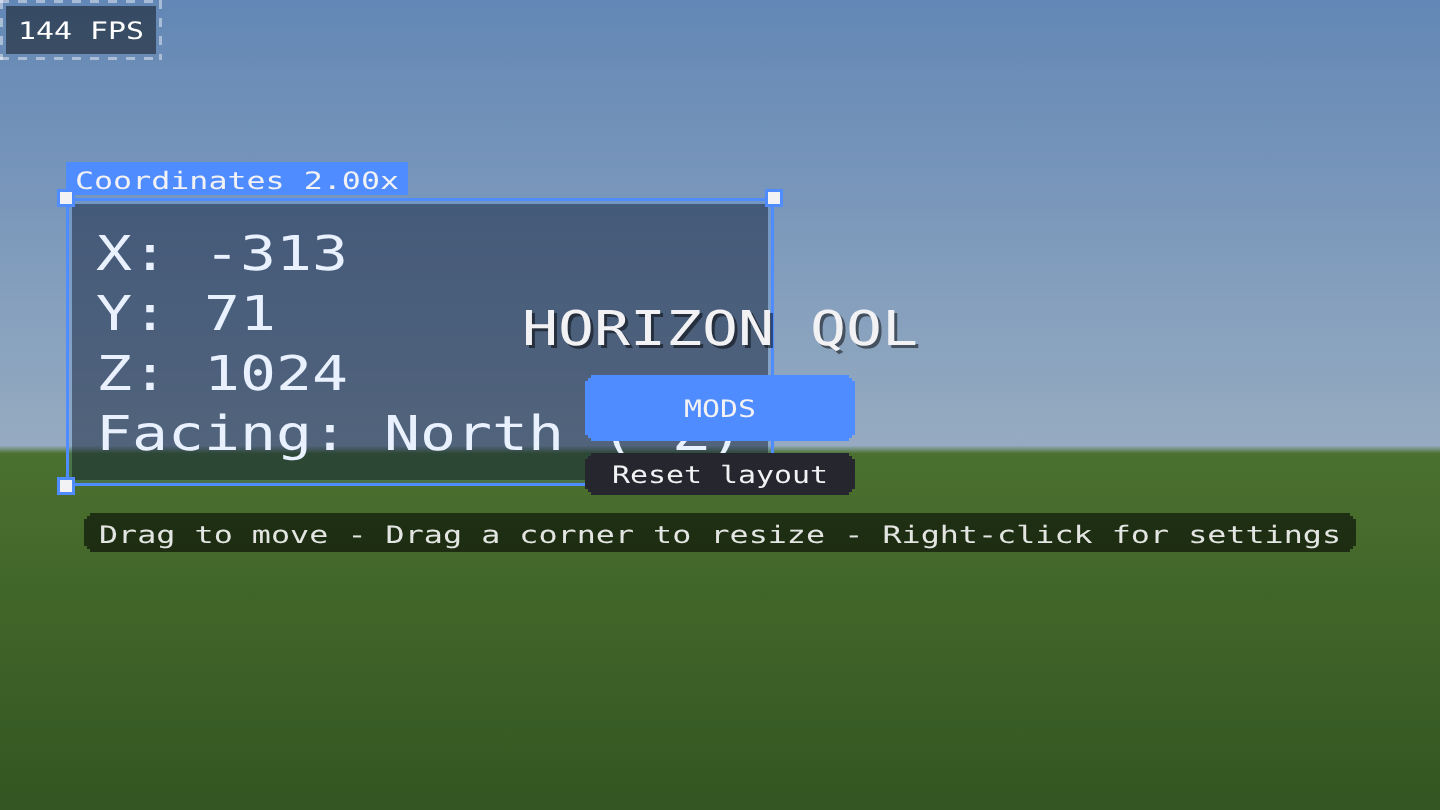 144 FPS
Coordinates 2.00x
X: -313
Y: 71
Z: 1024
Facing: North
HORIZON QOL
MODS
Reset layout
Drag to move - Drag a corner to resize - Right-click for settings